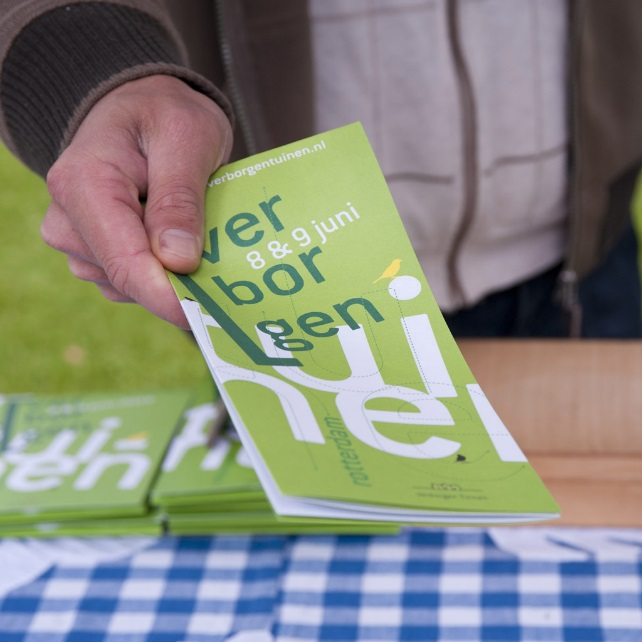 verborgentuinen.nl
ver
8 & 9 juni
bor
gen
tui
nen
rotterdam